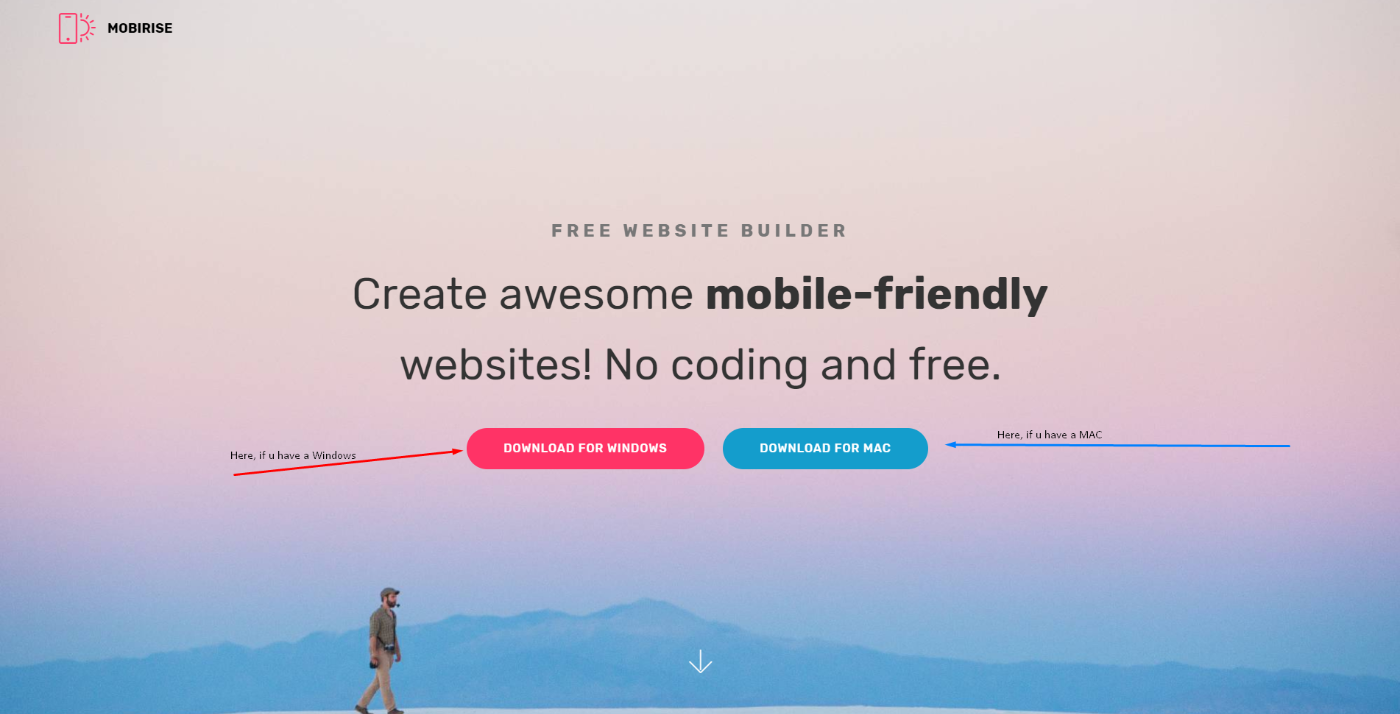 MOBIRISE
FREE WEBSITE BUILDER
Create awesome mobile-friendly
websites! No coding and free.
Here, if u have a Windows
DOWNLOAD FOR WINDOWS
DOWNLOAD FOR MAC
Here, if u have a MAC